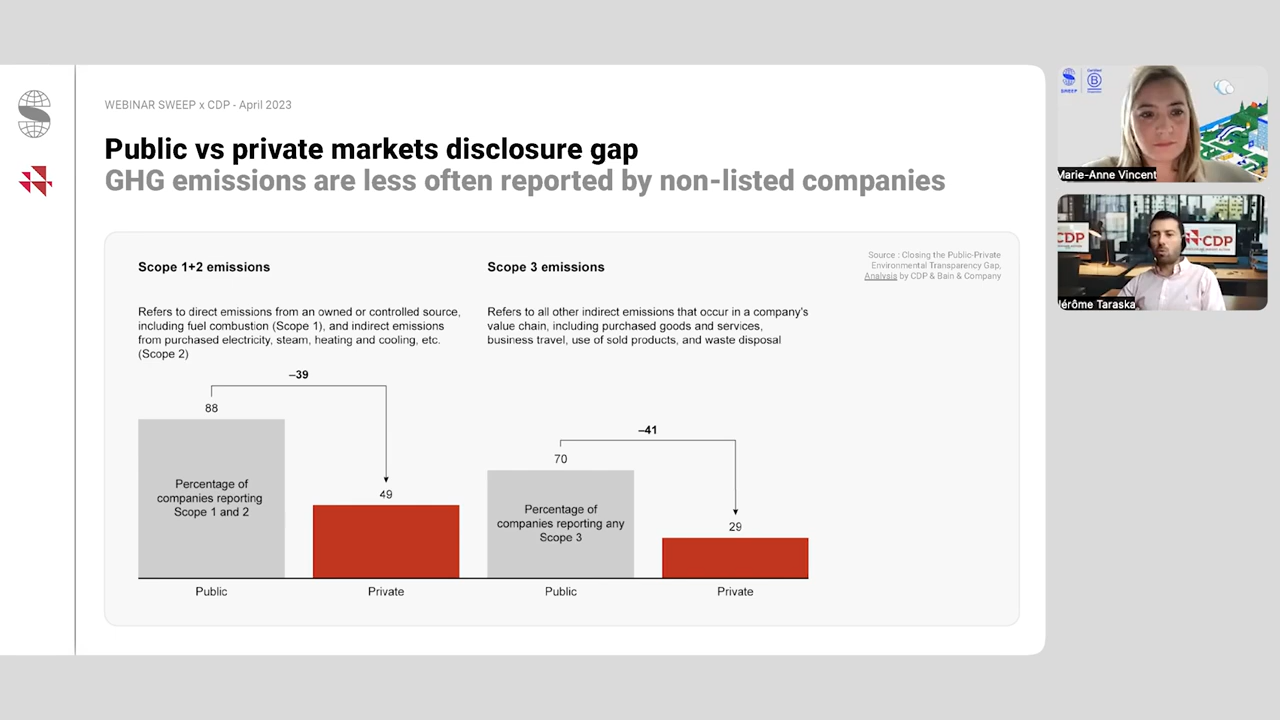 WEBINAR SWEEP x CDP - April 2023
Public vs private markets disclosure gap
GHG emissions are less often reported by non-listed companies
Source : Closing the Public-Private
Environmental Transparency Gap,
Analysis by CDP & Bain & Company
Scope 1+2 emissions
Refers to direct emissions from an owned or controlled source,
including fuel combustion (Scope 1), and indirect emissions
from purchased electricity, steam, heating and cooling, etc.
(Scope 2)
–39
88
49
Percentage of
companies reporting
Scope 1 and 2
Public
Private
Scope 3 emissions
Refers to all other indirect emissions that occur in a company's
value chain, including purchased goods and services,
business travel, use of sold products, and waste disposal
–41
70
29
Percentage of
companies reporting any
Scope 3
Public
Private
SWEEP
Certified
B
Marie-Anne Vincent
CDP
CDP
Jérôme Taraska